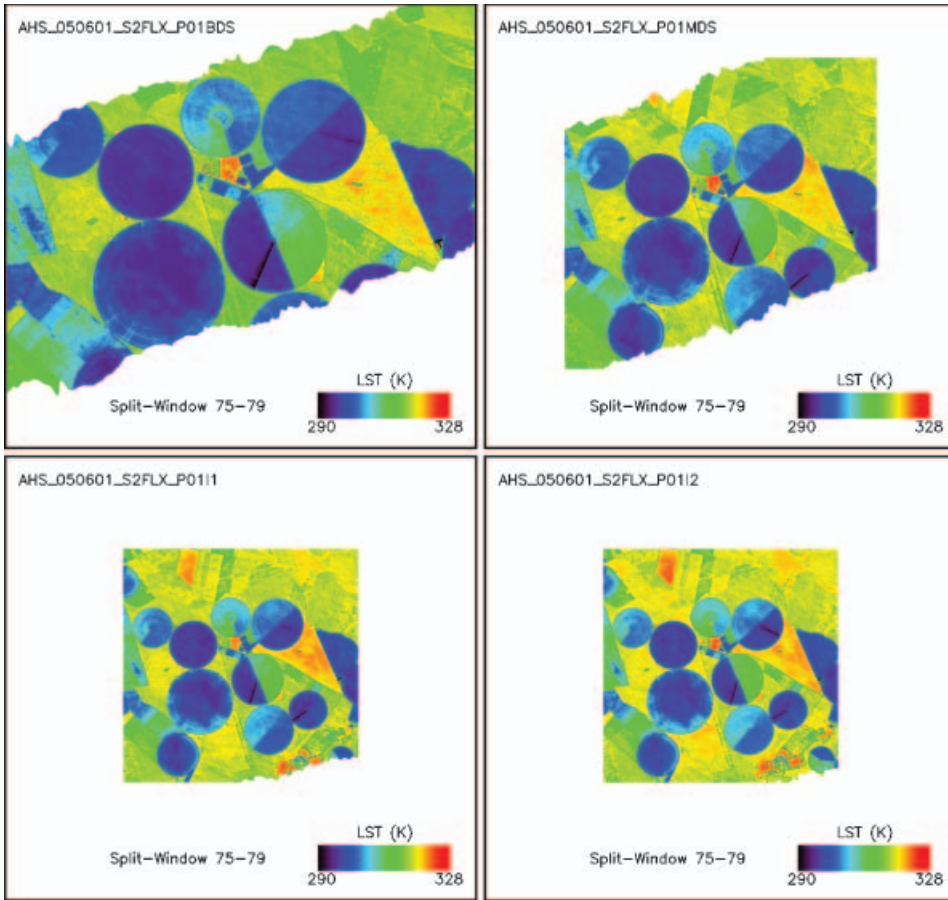 AHS_050601_S2FLX_P01BDS
LST (K)
Split-Window 75-79
290
328
AHS_050601_S2FLX_P01MDS
LST (K)
Split-Window 75-79
290
328
AHS_050601_S2FLX_P01I1
LST (K)
Split-Window 75-79
290
328
AHS_050601_S2FLX_P01I2
LST (K)
Split-Window 75-79
290
328